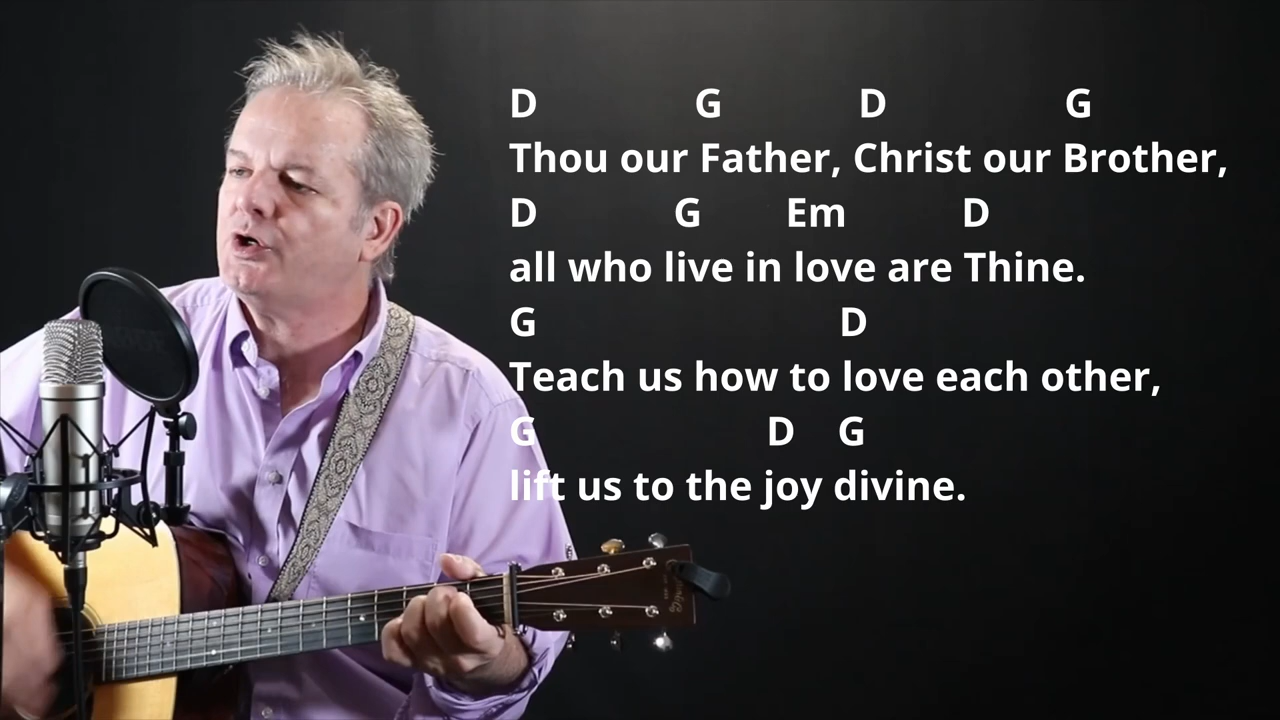 D G D G
Thou our Father, Christ our Brother,
D G Em D
all who live in love are Thine.
G D
Teach us how to love each other,
G D G
lift us to the joy divine.